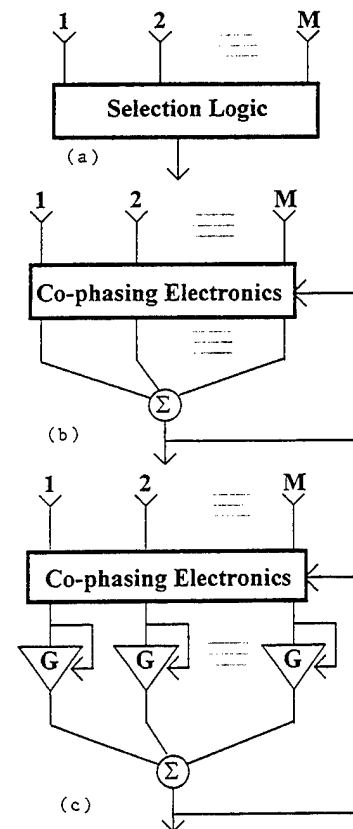 1 2 M
Selection Logic
(a)
1 2 M
Co-phasing Electronics
Σ
(b)
1 2 M
Co-phasing Electronics
G G G
Σ
(c)